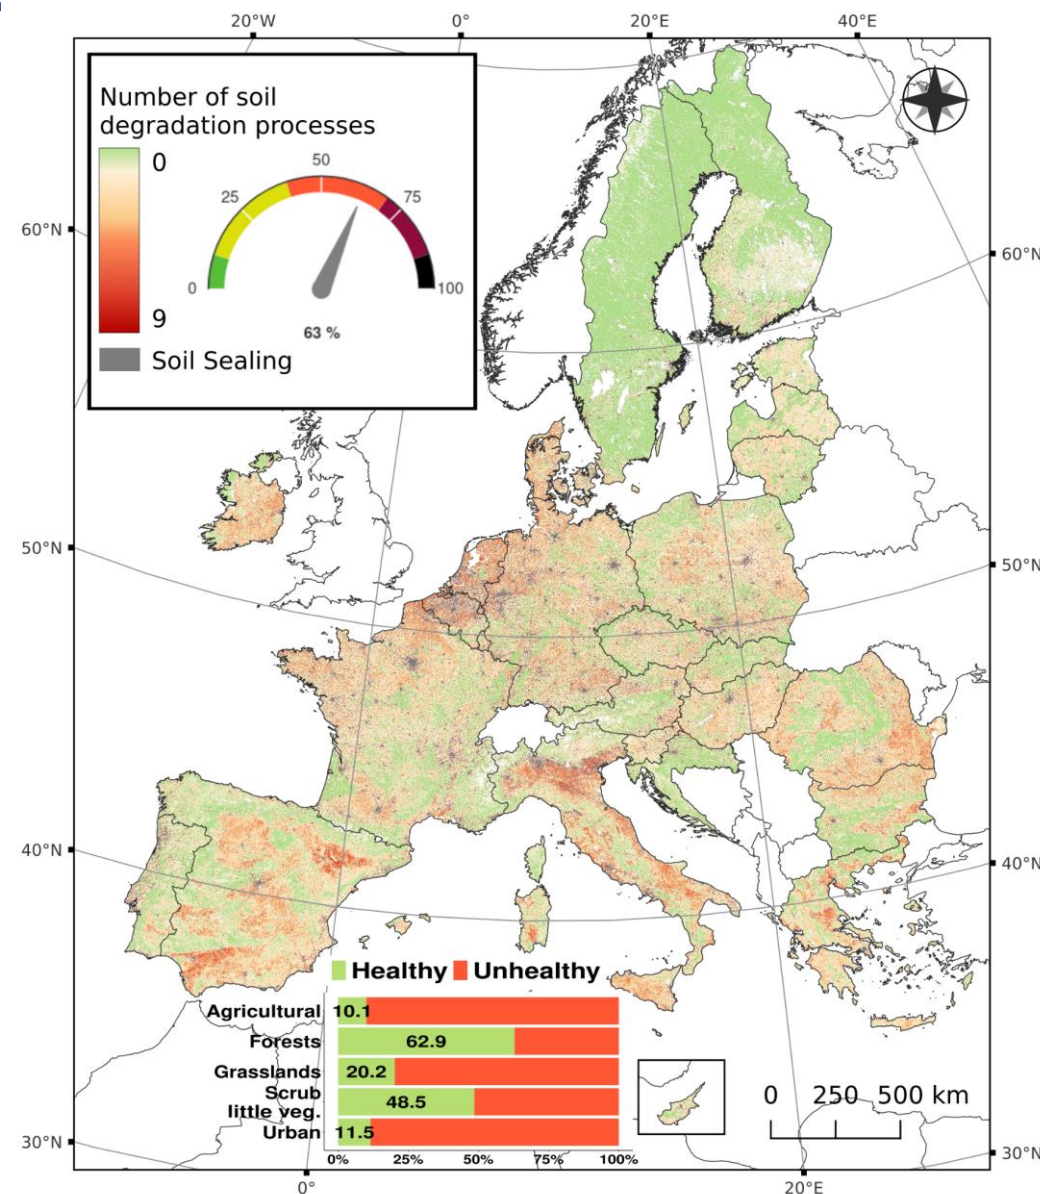 20°W 0° 20°E 40°E
Number of soil
degradation processes
0
9
Soil Sealing
0 25 50 75 100
63 %
60°N
60°N
50°N
50°N
40°N
40°N
30°N
30°N
Healthy Unhealthy
Agricultural 10.1
Forests 62.9
Grasslands 20.2
Scrub
little veg. 48.5
Urban 11.5
0% 25% 50% 75% 100%
0 250 500 km
0° 20°E